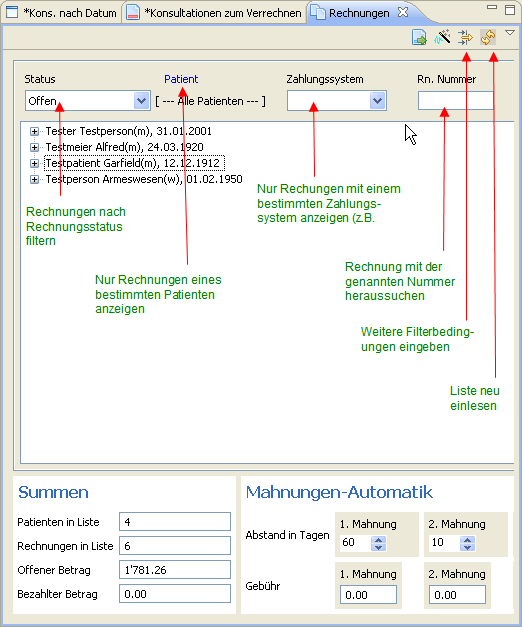 *Kons. nach Datum
*Konsultationen zum Verrechnen
Rechnungen
Status
Patient
Zahlungssystem
Rn. Nummer
Offen
[ --- Alle Patienten --- ]
Tester Testperson(m), 31.01.2001
Testmeier Alfred(m), 24.03.1920
Testpatient Garfield(m), 12.12.1912
Testperson Armeswesen(w), 01.02.1950
Rechnungen nach
Rechnungsstatus
filtern
Nur Rechungen mit einem
bestimmten Zahlungs-
system anzeigen (z.B.
Nur Rechnungen eines
bestimmten Patienten
anzeigen
Rechnung mit der
genannten Nummer
heraussuchen
Weitere Filterbeding-
ungen eingeben
Liste neu
einlesen
Summen
Patienten in Liste
4
Rechnungen in Liste
6
Offener Betrag
1'781.26
Bezahlter Betrag
0.00
Mahnungen-Automatik
Abstand in Tagen
1. Mahnung
60
2. Mahnung
10
Gebühr
1. Mahnung
0.00
2. Mahnung
0.00